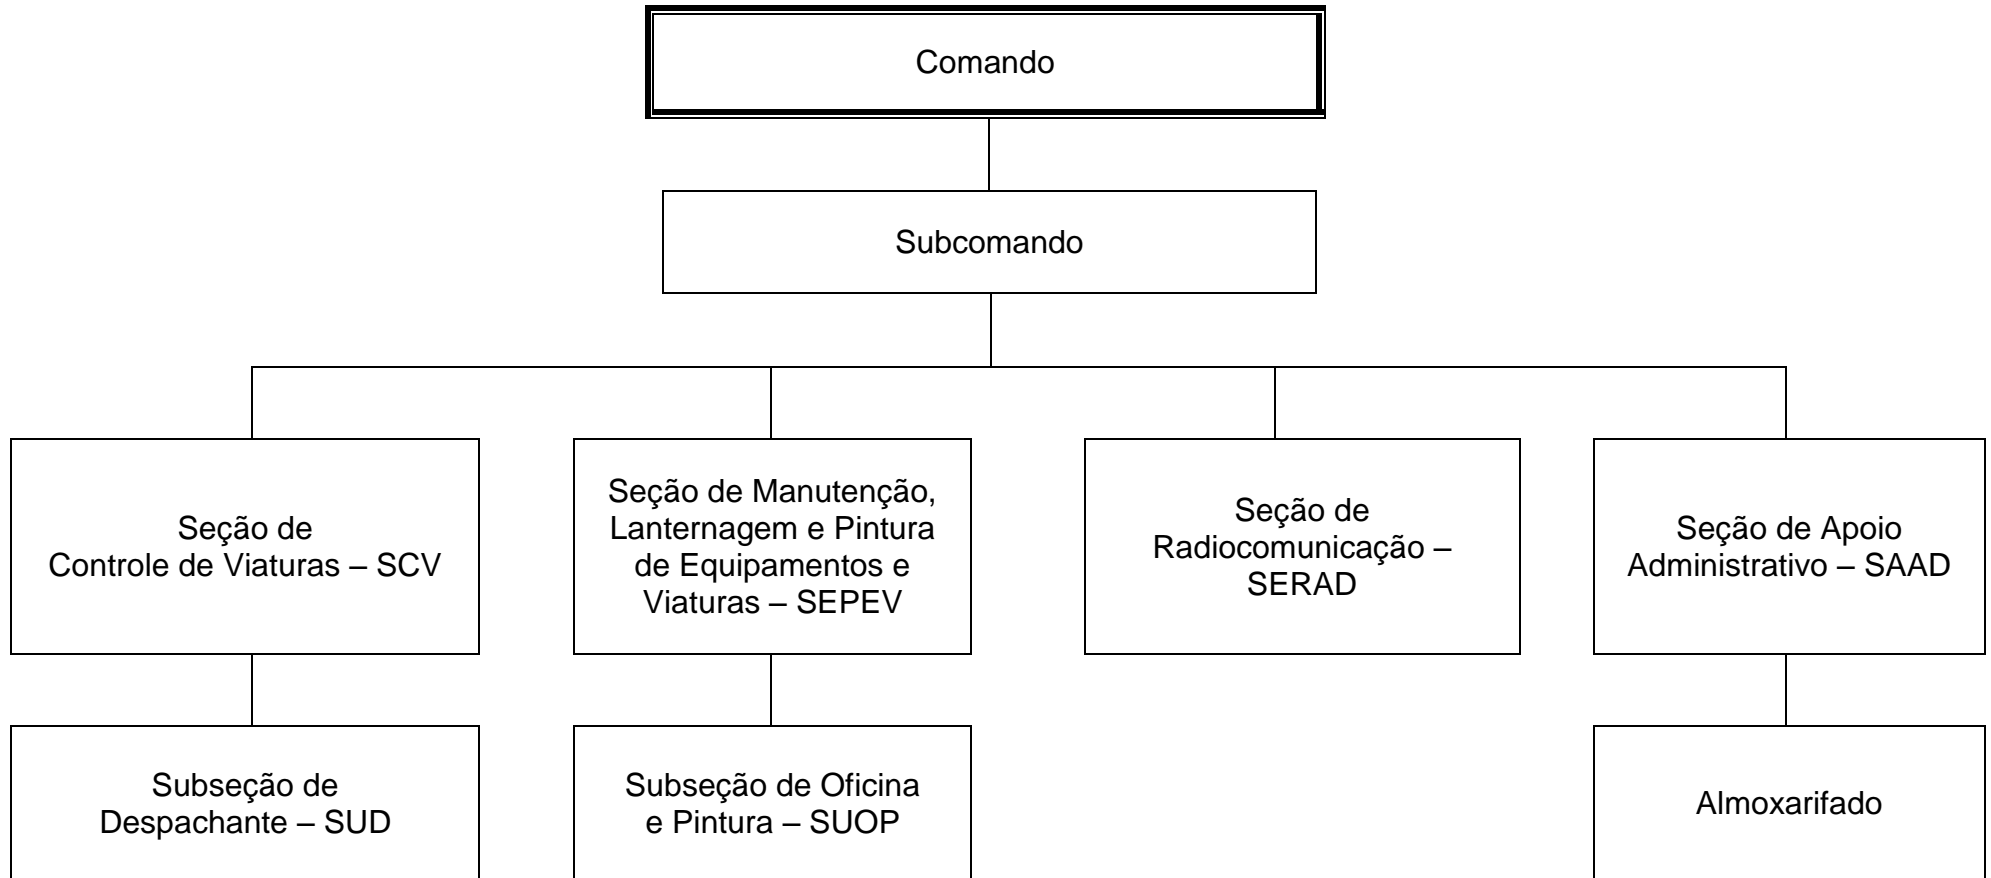 Comando
Subcomando
Seção de
Controle de Viaturas – SCV
Seção de Manutenção,
Lanternagem e Pintura
de Equipamentos e
Viaturas – SEPEV
Seção de
Radiocomunicação –
SERAD
Seção de Apoio
Administrativo – SAAD
Subseção de
Despachante – SUD
Subseção de Oficina
e Pintura – SUOP
Almoxarifado